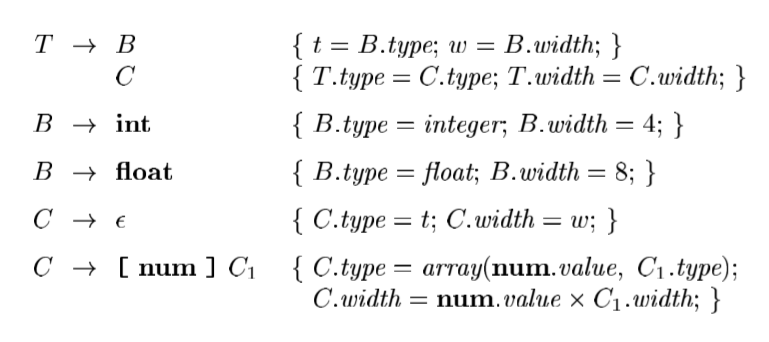 T → B { t = B.type; w = B.width; }
C { T.type = C.type; T.width = C.width; }
B → int { B.type = integer; B.width = 4; }
B → float { B.type = float; B.width = 8; }
C → ϵ { C.type = t; C.width = w; }
C → [ num ] C₁ { C.type = array(num.value, C₁.type);
C.width = num.value × C₁.width; }